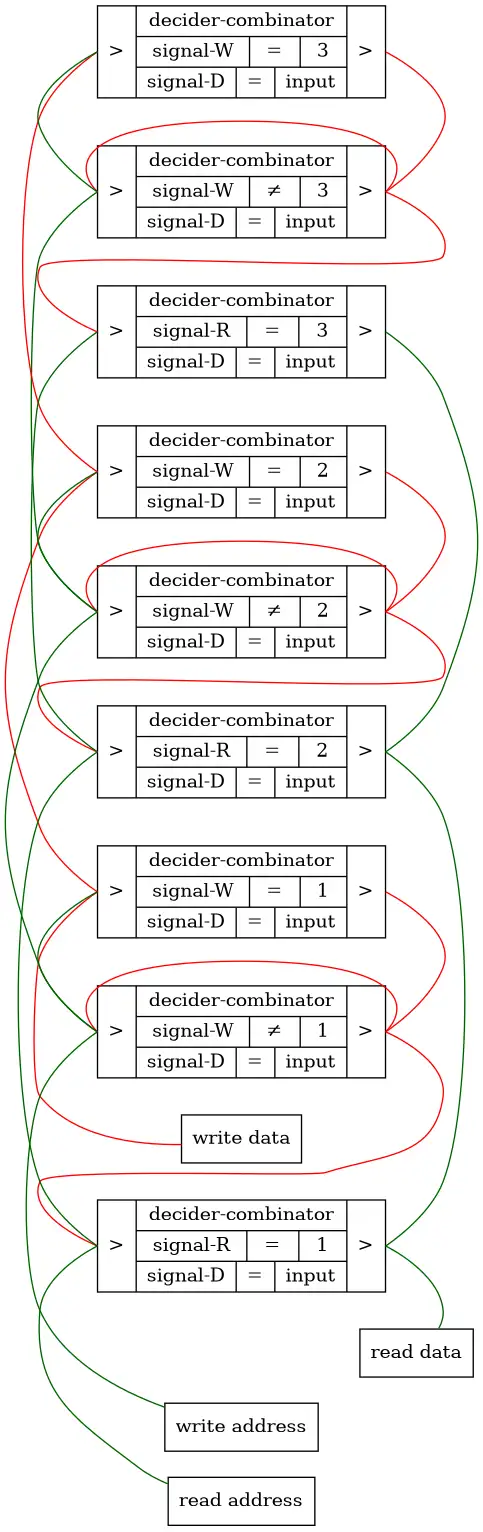 decider-combinator
> signal-W = 3 >
signal-D = input
decider-combinator
> signal-W ≠ 3 >
signal-D = input
decider-combinator
> signal-R = 3 >
signal-D = input
decider-combinator
> signal-W = 2 >
signal-D = input
decider-combinator
> signal-W ≠ 2 >
signal-D = input
decider-combinator
> signal-R = 2 >
signal-D = input
decider-combinator
> signal-W = 1 >
signal-D = input
decider-combinator
> signal-W ≠ 1 >
signal-D = input
write data
decider-combinator
> signal-R = 1 >
signal-D = input
read data
write address
read address